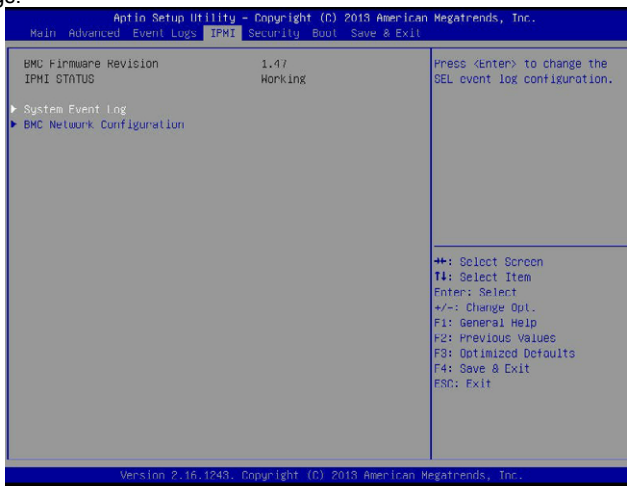 gs.
Aptio Setup Utility – Copyright (C) 2013 American Megatrends, Inc.
Main Advanced Event Logs IPMI Security Boot Save & Exit
BMC Firmware Revision 1.47
IPMI STATUS Working
▶ System Event Log
▶ BMC Network Configuration
Press <Enter> to change the
SEL event log configuration.
→←: Select Screen
↑↓: Select Item
Enter: Select
+/-: Change Opt.
F1: General Help
F2: Previous Values
F3: Optimized Defaults
F4: Save & Exit
ESC: Exit
Version 2.16.1243. Copyright (C) 2013 American Megatrends, Inc.